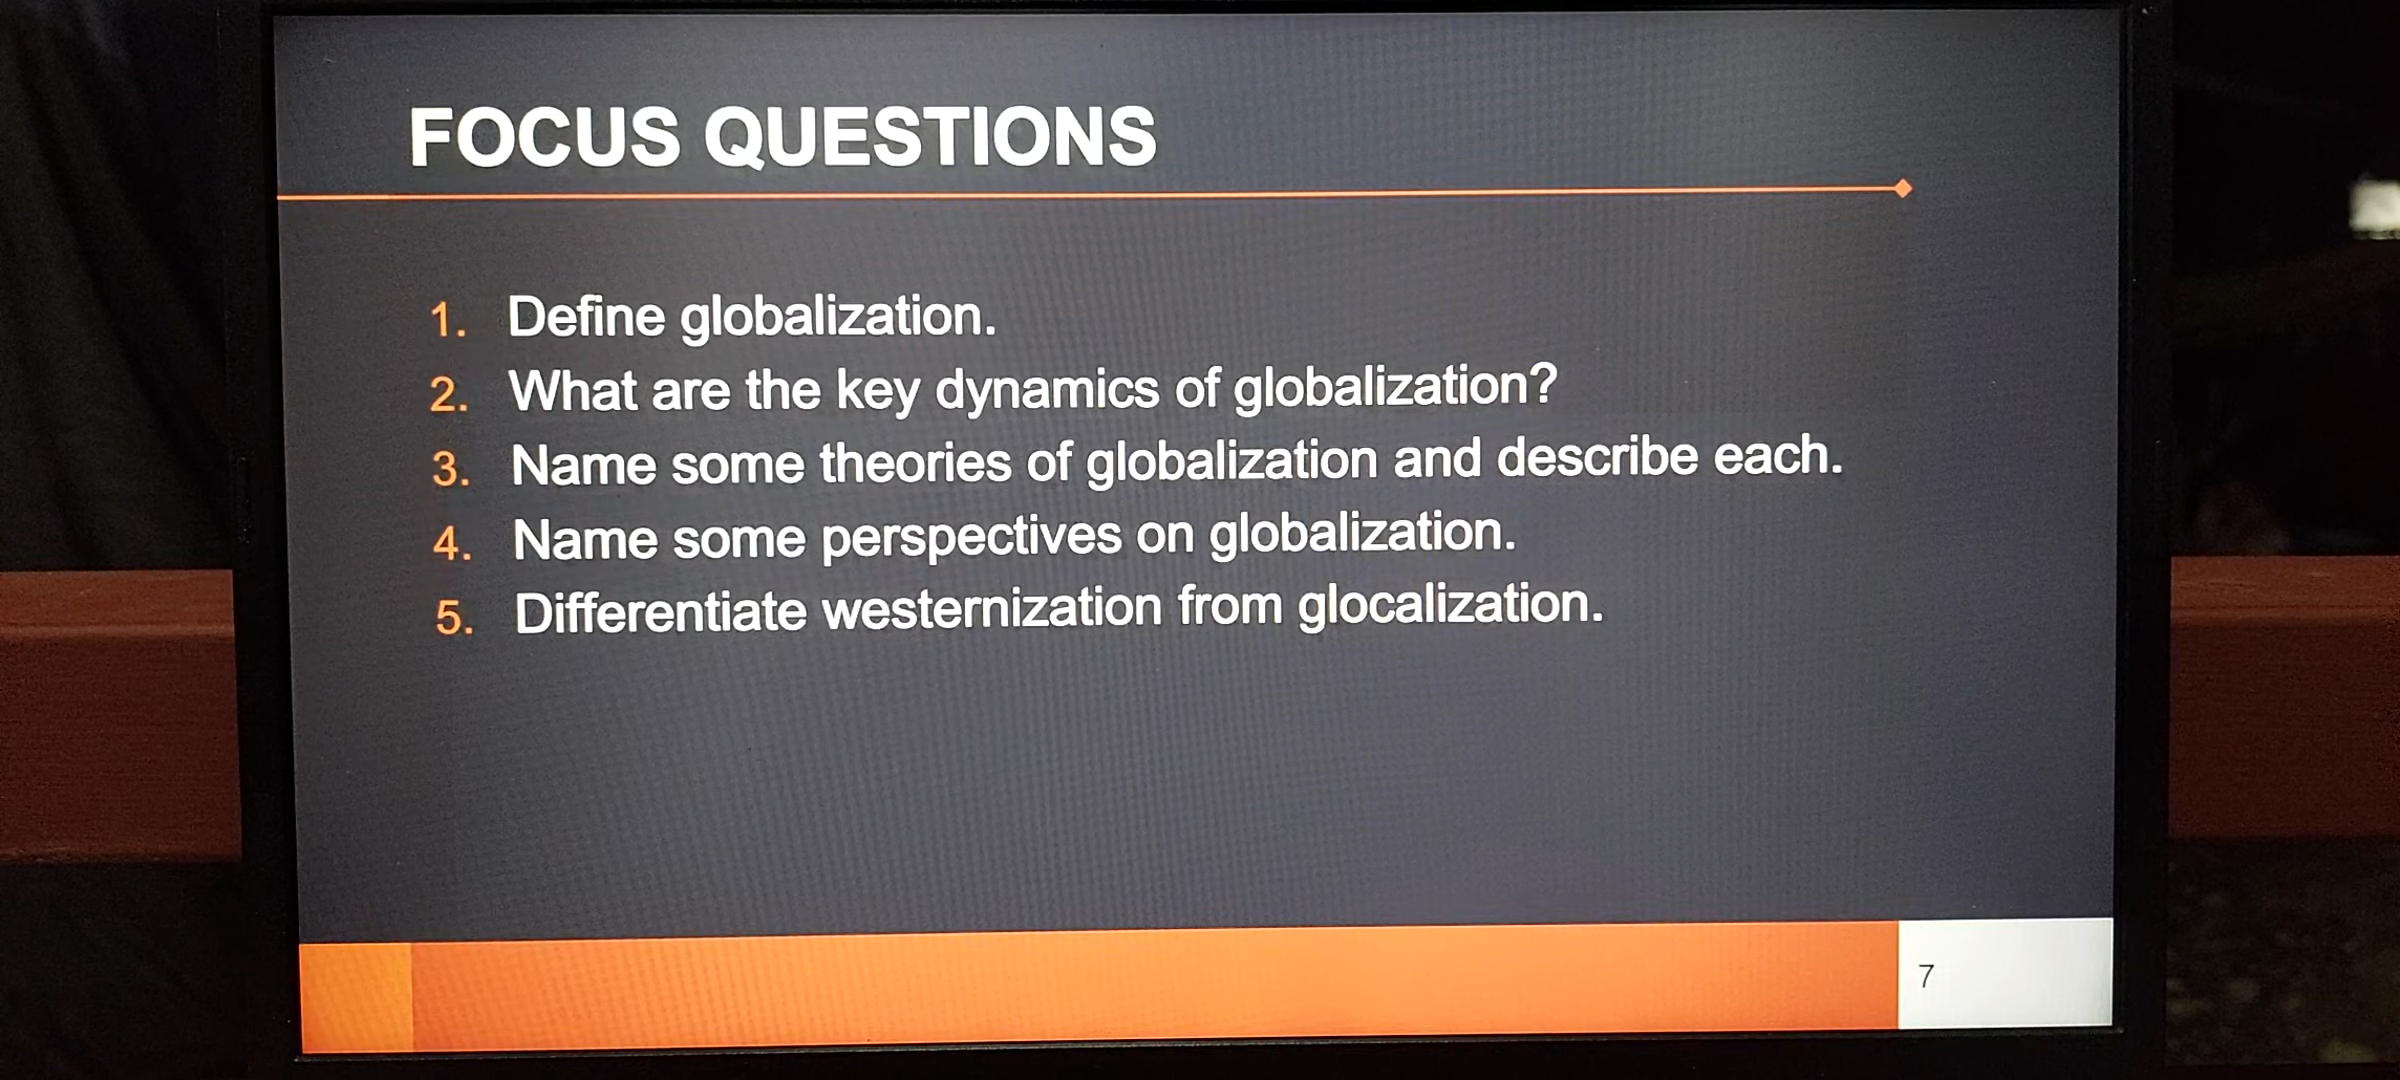 FOCUS QUESTIONS
1. Define globalization.
2. What are the key dynamics of globalization?
3. Name some theories of globalization and describe each.
4. Name some perspectives on globalization.
5. Differentiate westernization from glocalization.
7